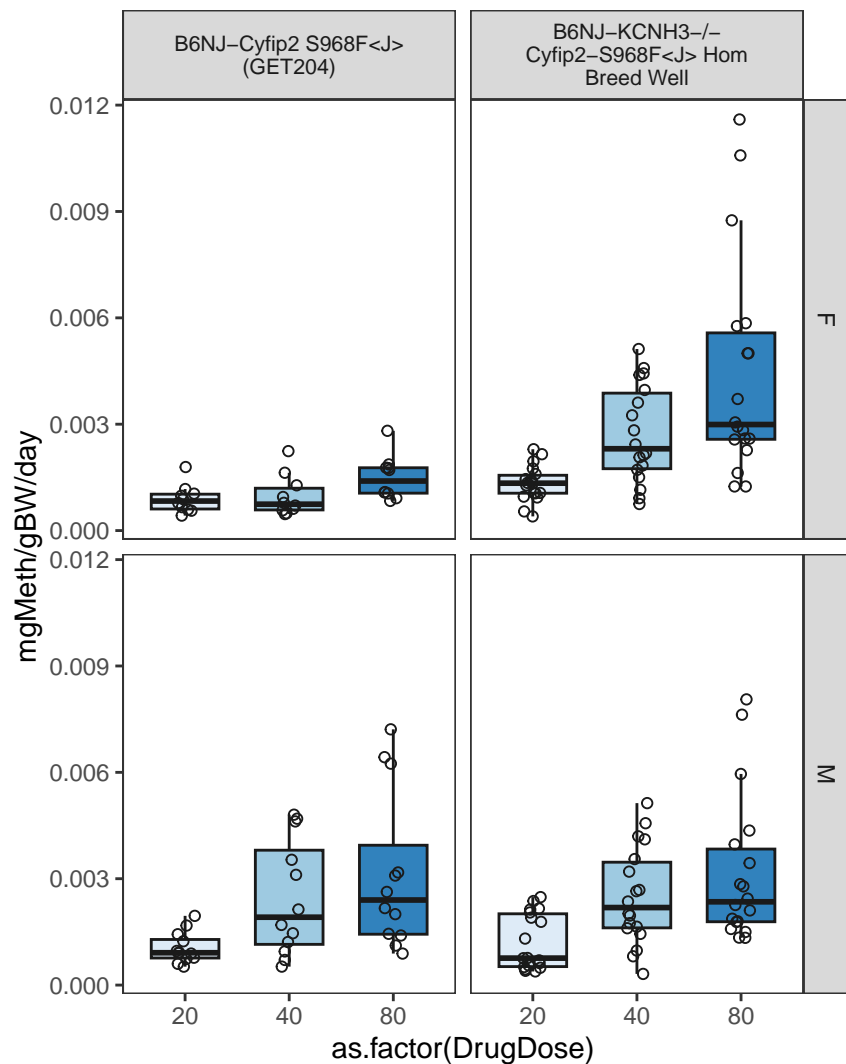 B6NJ−Cyfip2 S968F<J>
(GET204)
B6NJ−KCNH3−/−
Cyfip2−S968F<J> Hom
Breed Well
0.012
0.009
0.006
0.003
0.000
F
0.012
0.009
0.006
0.003
0.000
M
mgMeth/gBW/day
20 40 80 20 40 80
as.factor(DrugDose)